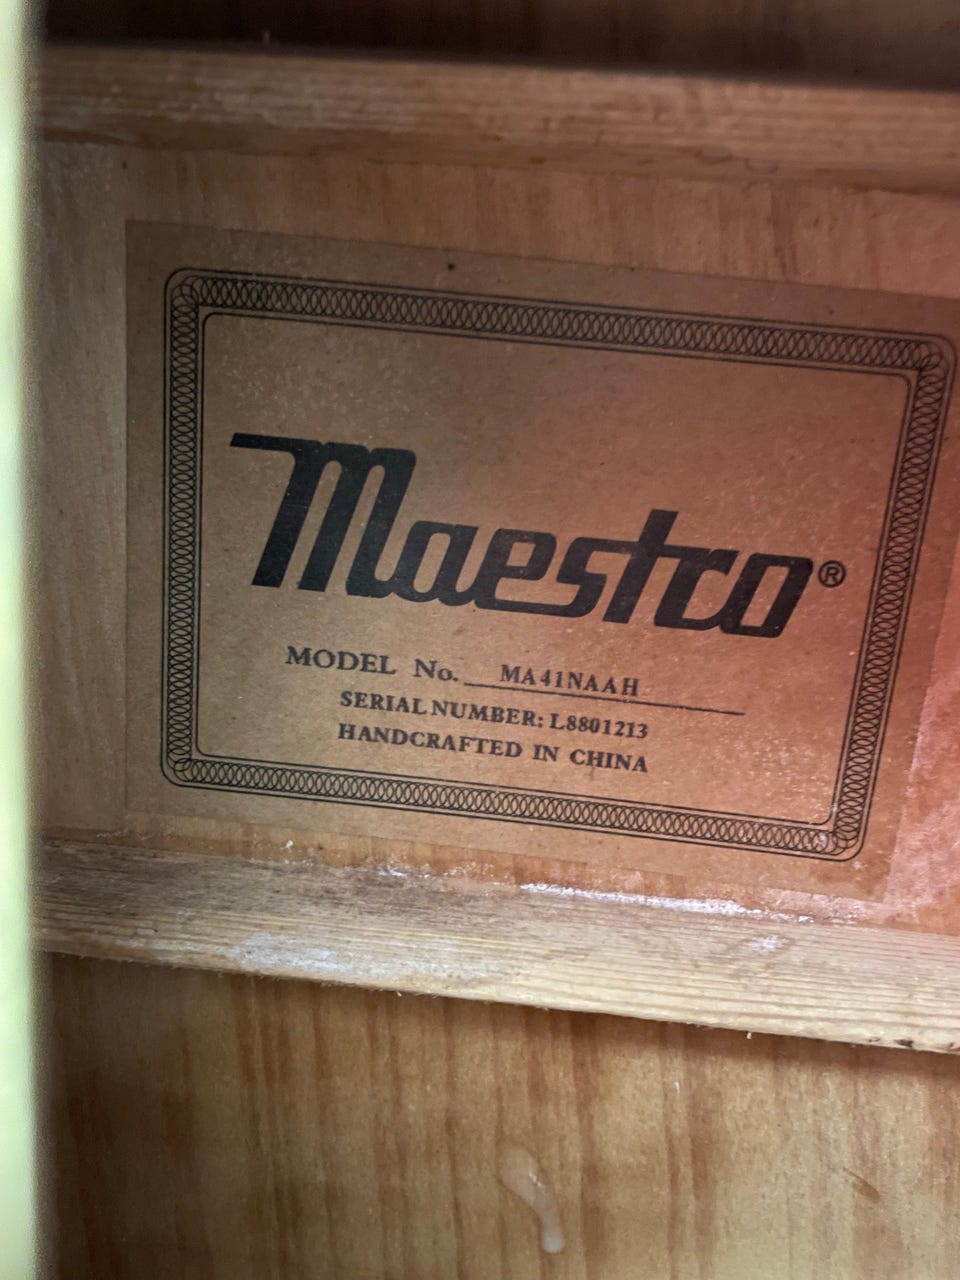 Maestro®
MODEL No. MA41NAAH
SERIAL NUMBER: L8801213
HANDCRAFTED IN CHINA